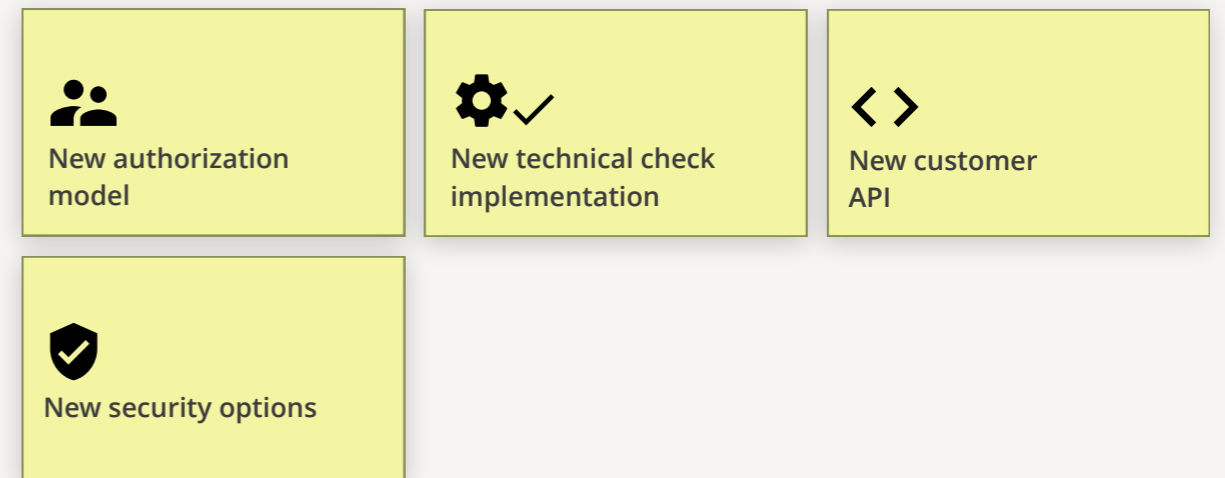 New authorization
model
New technical check
implementation
New customer
API
New security options